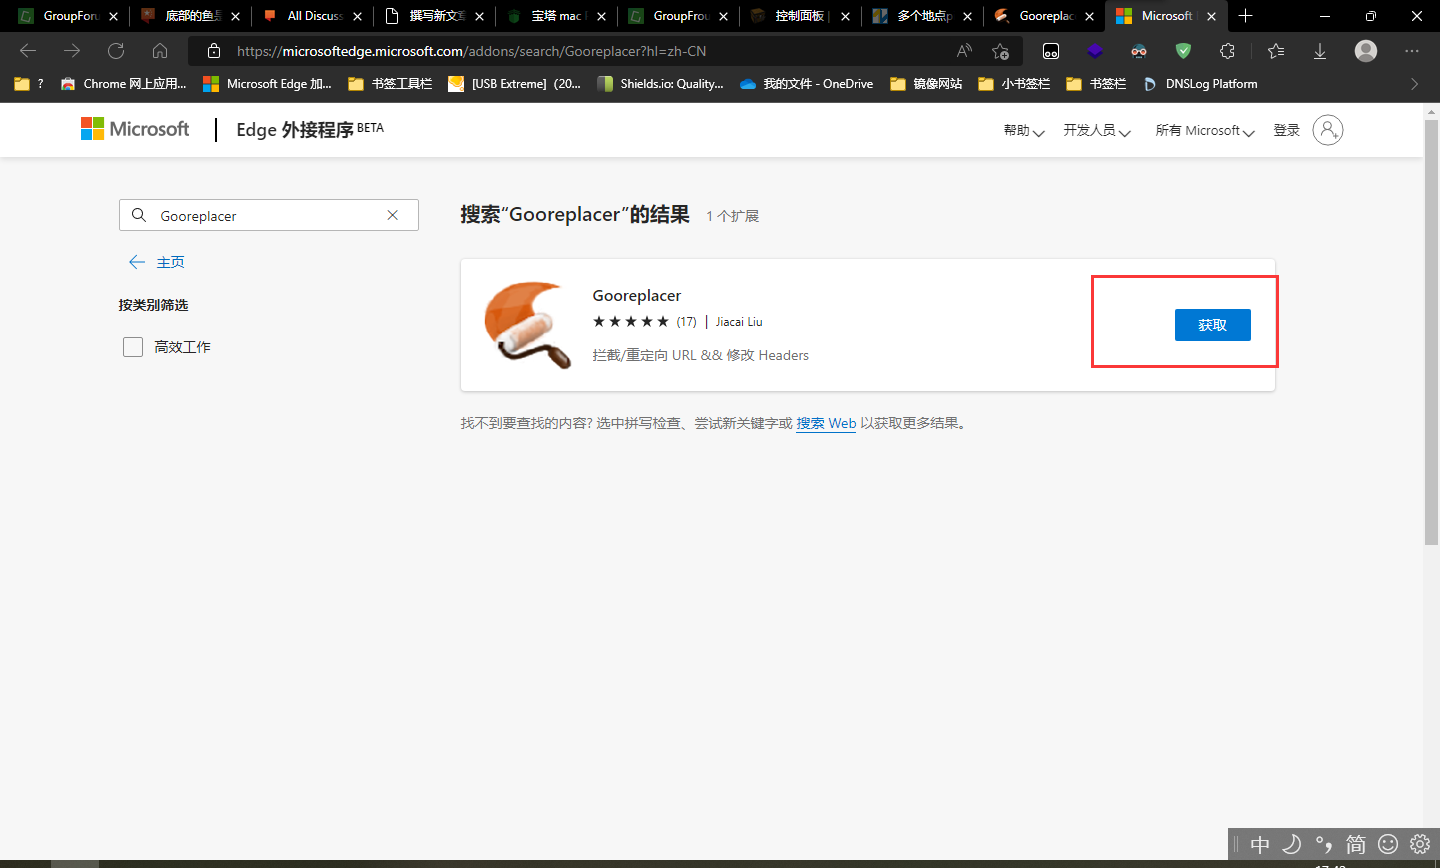 GroupForu
底部的鱼是
All Discuss
撰写新文章
宝塔 mac
GroupFrou
控制面板 |
多个地点p
Gooreplac
Microsoft
https://microsoftedge.microsoft.com/addons/search/Gooreplacer?hl=zh-CN
?
Chrome 网上应用...
Microsoft Edge 加...
书签工具栏
[USB Extreme] (20...
Shields.io: Quality...
我的文件 - OneDrive
镜像网站
小书签栏
书签栏
DNSLog Platform
Microsoft
Edge 外接程序 BETA
帮助
开发人员
所有 Microsoft
登录
Gooreplacer
主页
按类别筛选
高效工作
搜索“Gooreplacer”的结果 1 个扩展
Gooreplacer
★★★★★ (17) | Jiacai Liu
拦截/重定向 URL && 修改 Headers
获取
找不到要查找的内容? 选中拼写检查、尝试新关键字或 搜索 Web 以获取更多结果。
中 简